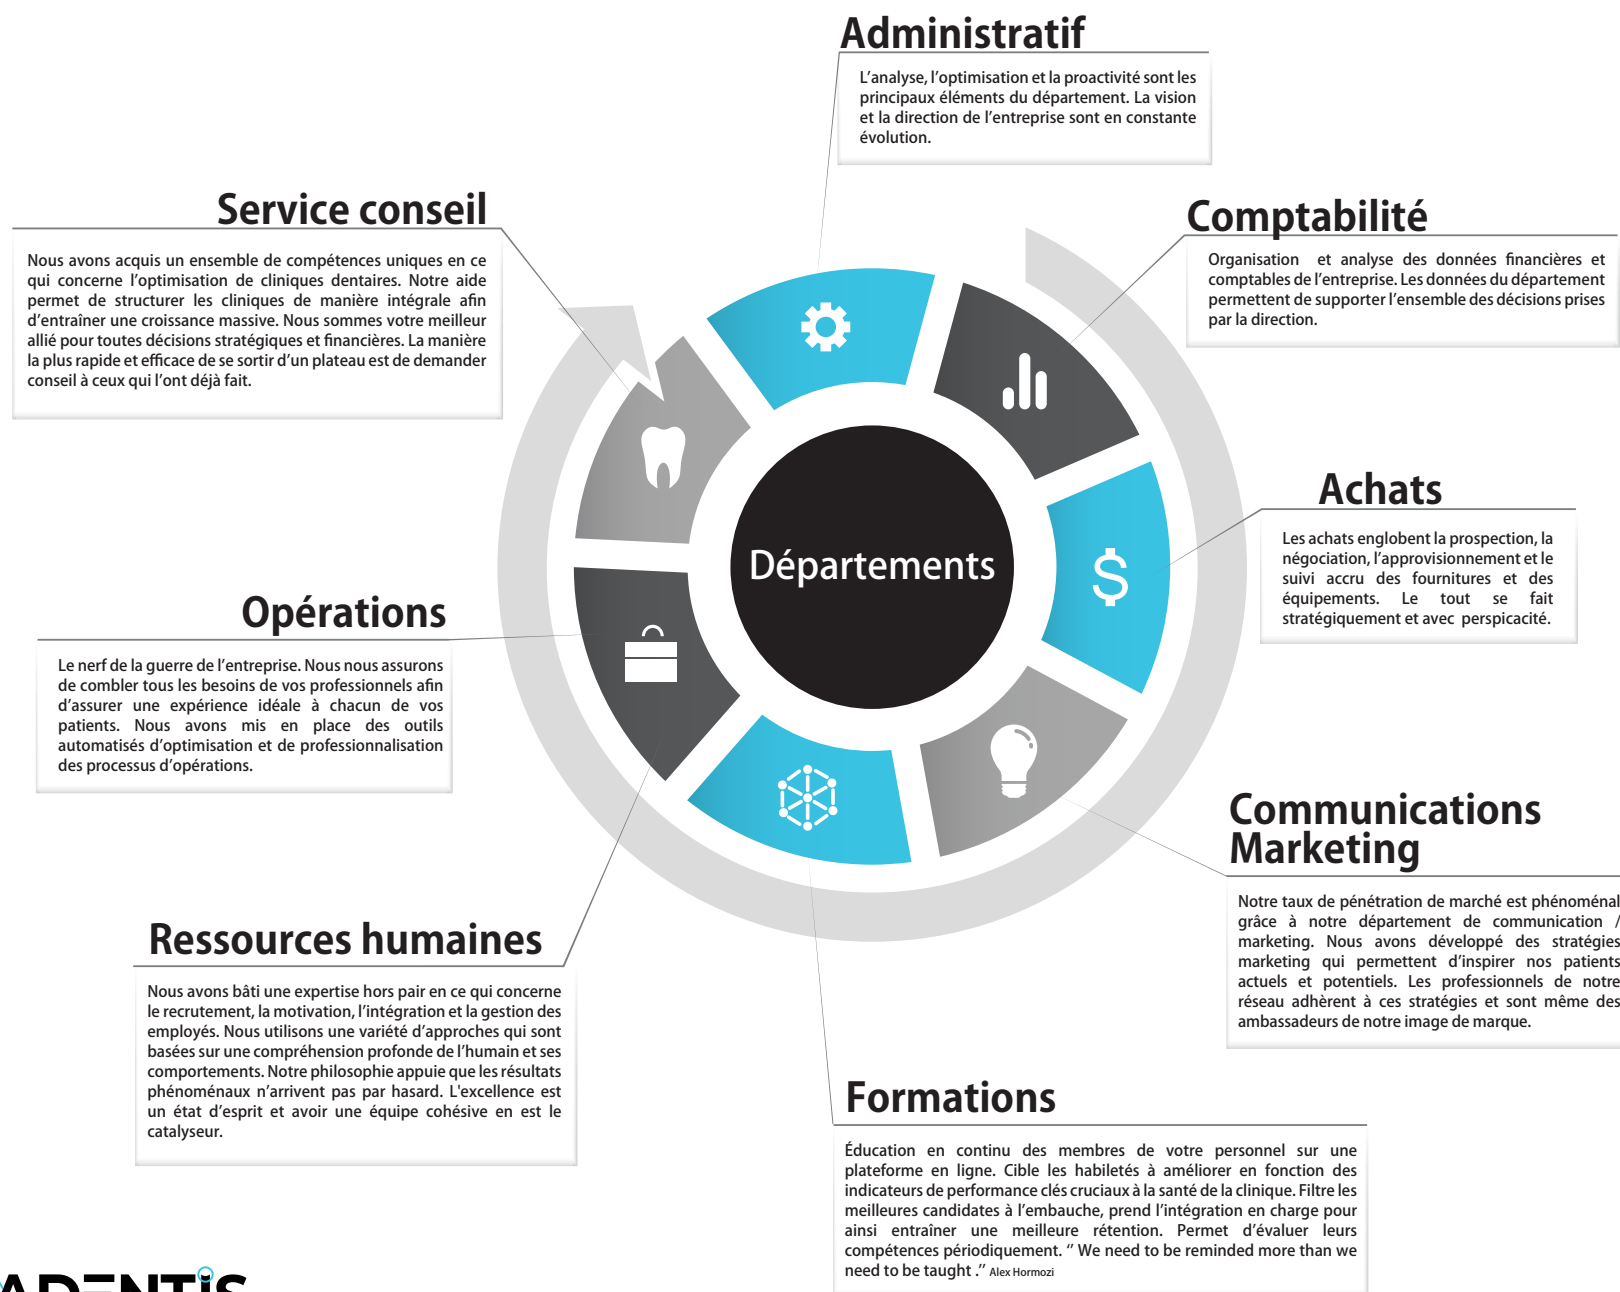 Administratif
L’analyse, l’optimisation et la proactivité sont les
principaux éléments du département. La vision
et la direction de l’entreprise sont en constante
évolution.
Service conseil
Nous avons acquis un ensemble de compétences uniques en ce
qui concerne l’optimisation de cliniques dentaires. Notre aide
permet de structurer les cliniques de manière intégrale afin
d’entraîner une croissance massive. Nous sommes votre meilleur
allié pour toutes décisions stratégiques et financières. La manière
la plus rapide et efficace de se sortir d’un plateau est de demander
conseil à ceux qui l’ont déjà fait.
Comptabilité
Organisation et analyse des données financières et
comptables de l’entreprise. Les données du département
permettent de supporter l’ensemble des décisions prises
par la direction.
Achats
Les achats englobent la prospection, la
négociation, l’approvisionnement et le
suivi accru des fournitures et des
équipements. Le tout se fait
stratégiquement et avec perspicacité.
$
Départements
Opérations
Le nerf de la guerre de l’entreprise. Nous nous assurons
de combler tous les besoins de vos professionnels afin
d’assurer une expérience idéale à chacun de vos
patients. Nous avons mis en place des outils
automatisés d’optimisation et de professionnalisation
des processus d’opérations.
Communications
Marketing
Notre taux de pénétration de marché est phénoménal
grâce à notre département de communication /
marketing. Nous avons développé des stratégies
marketing qui permettent d’inspirer nos patients
actuels et potentiels. Les professionnels de notre
réseau adhèrent à ces stratégies et sont même des
ambassadeurs de notre image de marque.
Ressources humaines
Nous avons bâti une expertise hors pair en ce qui concerne
le recrutement, la motivation, l’intégration et la gestion des
employés. Nous utilisons une variété d’approches qui sont
basées sur une compréhension profonde de l’humain et ses
comportements. Notre philosophie appuie que les résultats
phénoménaux n’arrivent pas par hasard. L'excellence est
un état d’esprit et avoir une équipe cohésive en est le
catalyseur.
Formations
Éducation en continu des membres de votre personnel sur une
plateforme en ligne. Cible les habiletés à améliorer en fonction des
indicateurs de performance clés cruciaux à la santé de la clinique. Filtre les
meilleures candidates à l’embauche, prend l’intégration en charge pour
ainsi entraîner une meilleure rétention. Permet d’évaluer leurs
compétences périodiquement. ‘’ We need to be reminded more than we
need to be taught .’’ Alex Hormozi
ADENTIS